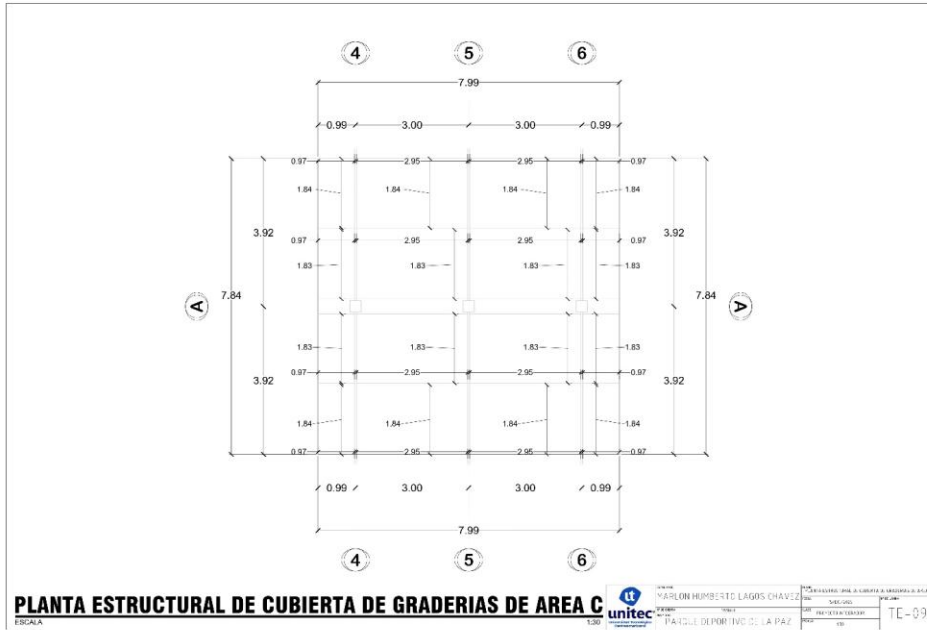 4 5 6
7.99
0.99 3.00 3.00 0.99
0.97 2.95 2.95 0.97
1.84 1.84 1.84 1.84
3.92 3.92
0.97 2.95 2.95 0.97
1.83 1.83 1.83 1.83
7.84 7.84
A A
1.83 1.83 1.83 1.83
0.97 2.95 2.95 0.97
3.92 3.92
1.84 1.84 1.84 1.84
0.97 2.95 2.95 0.97
0.99 3.00 3.00 0.99
7.99
4 5 6
PLANTA ESTRUCTURAL DE CUBIERTA DE GRADERIAS DE AREA C
ESCALA 1:30
unitec
MARLON HUMBERTO LAGOS CHAVEZ
PARQUE DEPORTIVO DE LA PAZ
TE-09